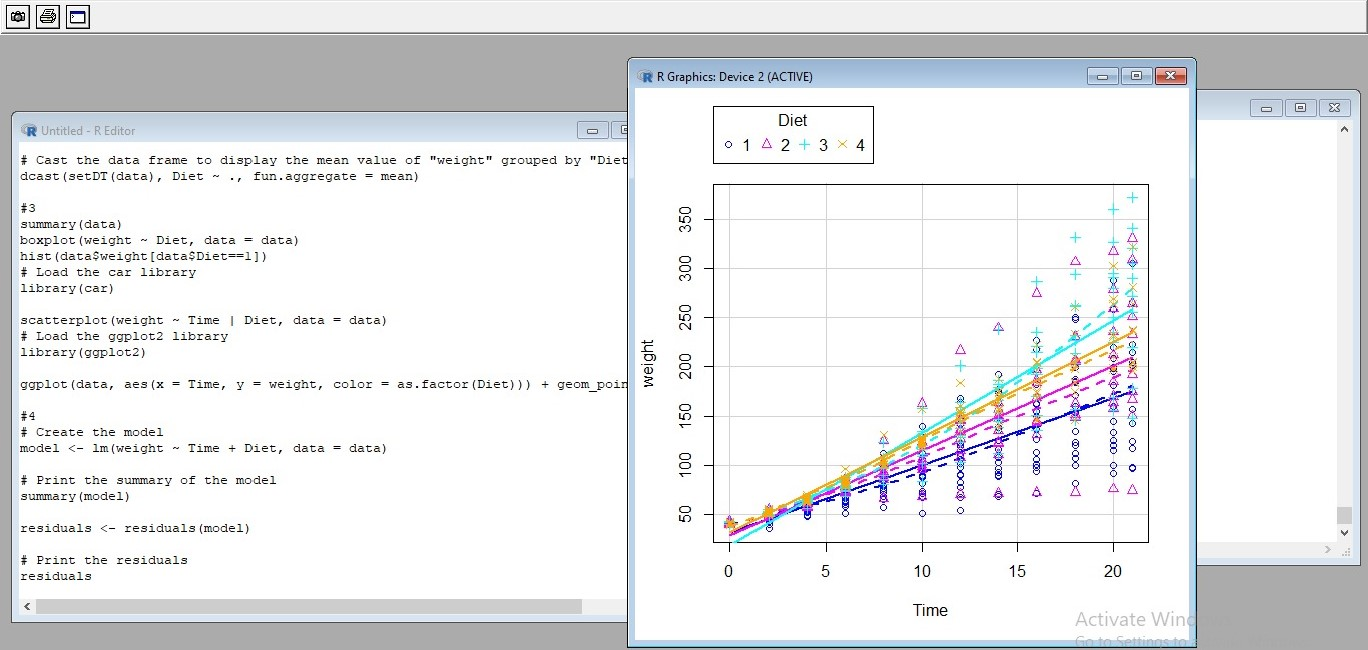 Untitled - R Editor
# Cast the data frame to display the mean value of "weight" grouped by "Diet
dcast(setDT(data), Diet ~ ., fun.aggregate = mean)
#3
summary(data)
boxplot(weight ~ Diet, data = data)
hist(data$weight[data$Diet==1])
# Load the car library
library(car)
scatterplot(weight ~ Time | Diet, data = data)
# Load the ggplot2 library
library(ggplot2)
ggplot(data, aes(x = Time, y = weight, color = as.factor(Diet))) + geom_poin
#4
# Create the model
model <- lm(weight ~ Time + Diet, data = data)
# Print the summary of the model
summary(model)
residuals <- residuals(model)
# Print the residuals
residuals
R Graphics: Device 2 (ACTIVE)
Diet
1 2 3 4
350
300
250
200
150
100
50
weight
0 5 10 15 20
Time
Activate Windows
Go to Settings to